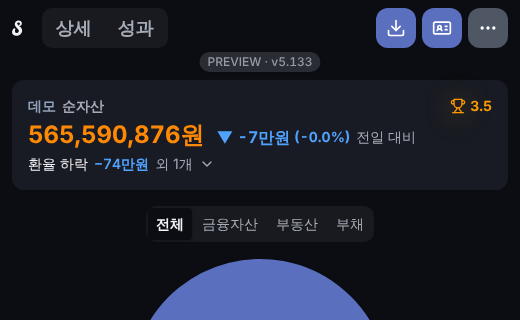 상세 성과
PREVIEW · v5.133
데모 순자산
3.5
565,590,876원 ▼ -7만원 (-0.0%) 전일 대비
환율 하락 −74만원 외 1개
전체 금융자산 부동산 부채